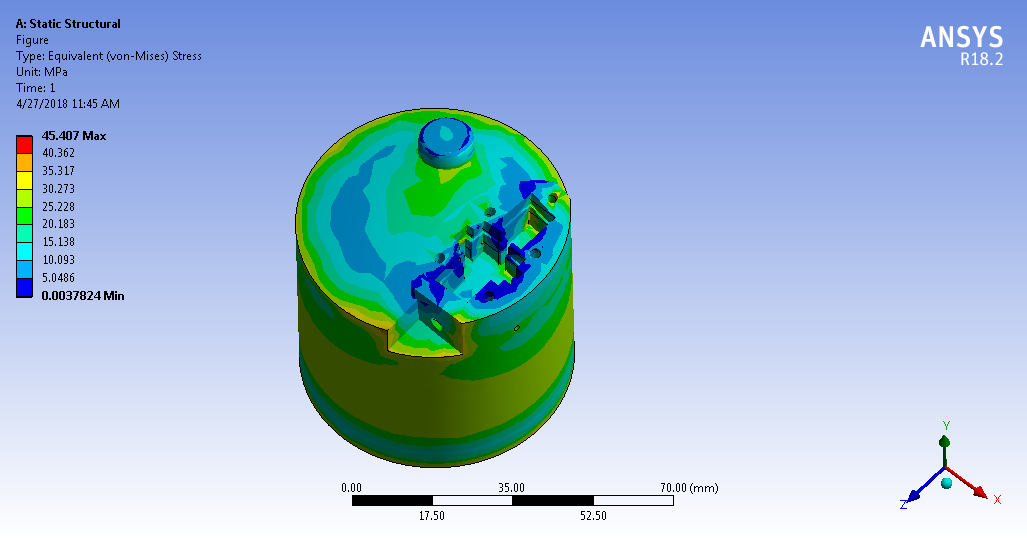 A: Static Structural
Figure
Type: Equivalent (von-Mises) Stress
Unit: MPa
Time: 1
4/27/2018 11:45 AM
ANSYS
R18.2
45.407 Max
40.362
35.317
30.273
25.228
20.183
15.138
10.093
5.0486
0.0037824 Min
0.00 35.00 70.00 (mm)
17.50 52.50
Y
Z X